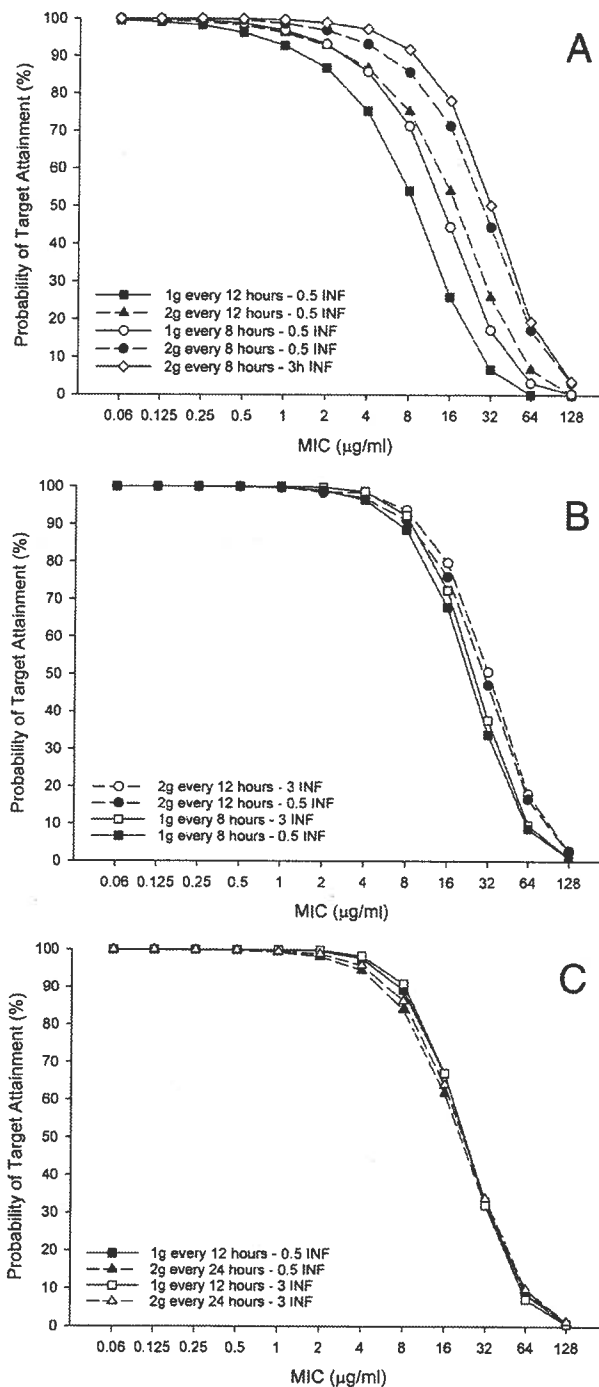 A
Probability of Target Attainment (%)
100
90
80
70
60
50
40
30
20
10
0
1g every 12 hours - 0.5 INF
2g every 12 hours - 0.5 INF
1g every 8 hours - 0.5 INF
2g every 8 hours - 0.5 INF
2g every 8 hours - 3h INF
0.06 0.125 0.25 0.5 1 2 4 8 16 32 64 128
MIC (µg/ml)
B
Probability of Target Attainment (%)
100
90
80
70
60
50
40
30
20
10
0
2g every 12 hours - 3 INF
2g every 12 hours - 0.5 INF
1g every 8 hours - 3 INF
1g every 8 hours - 0.5 INF
0.06 0.125 0.25 0.5 1 2 4 8 16 32 64 128
MIC (µg/ml)
C
Probability of Target Attainment (%)
100
90
80
70
60
50
40
30
20
10
0
1g every 12 hours - 0.5 INF
2g every 24 hours - 0.5 INF
1g every 12 hours - 3 INF
2g every 24 hours - 3 INF
0.06 0.125 0.25 0.5 1 2 4 8 16 32 64 128
MIC (µg/ml)